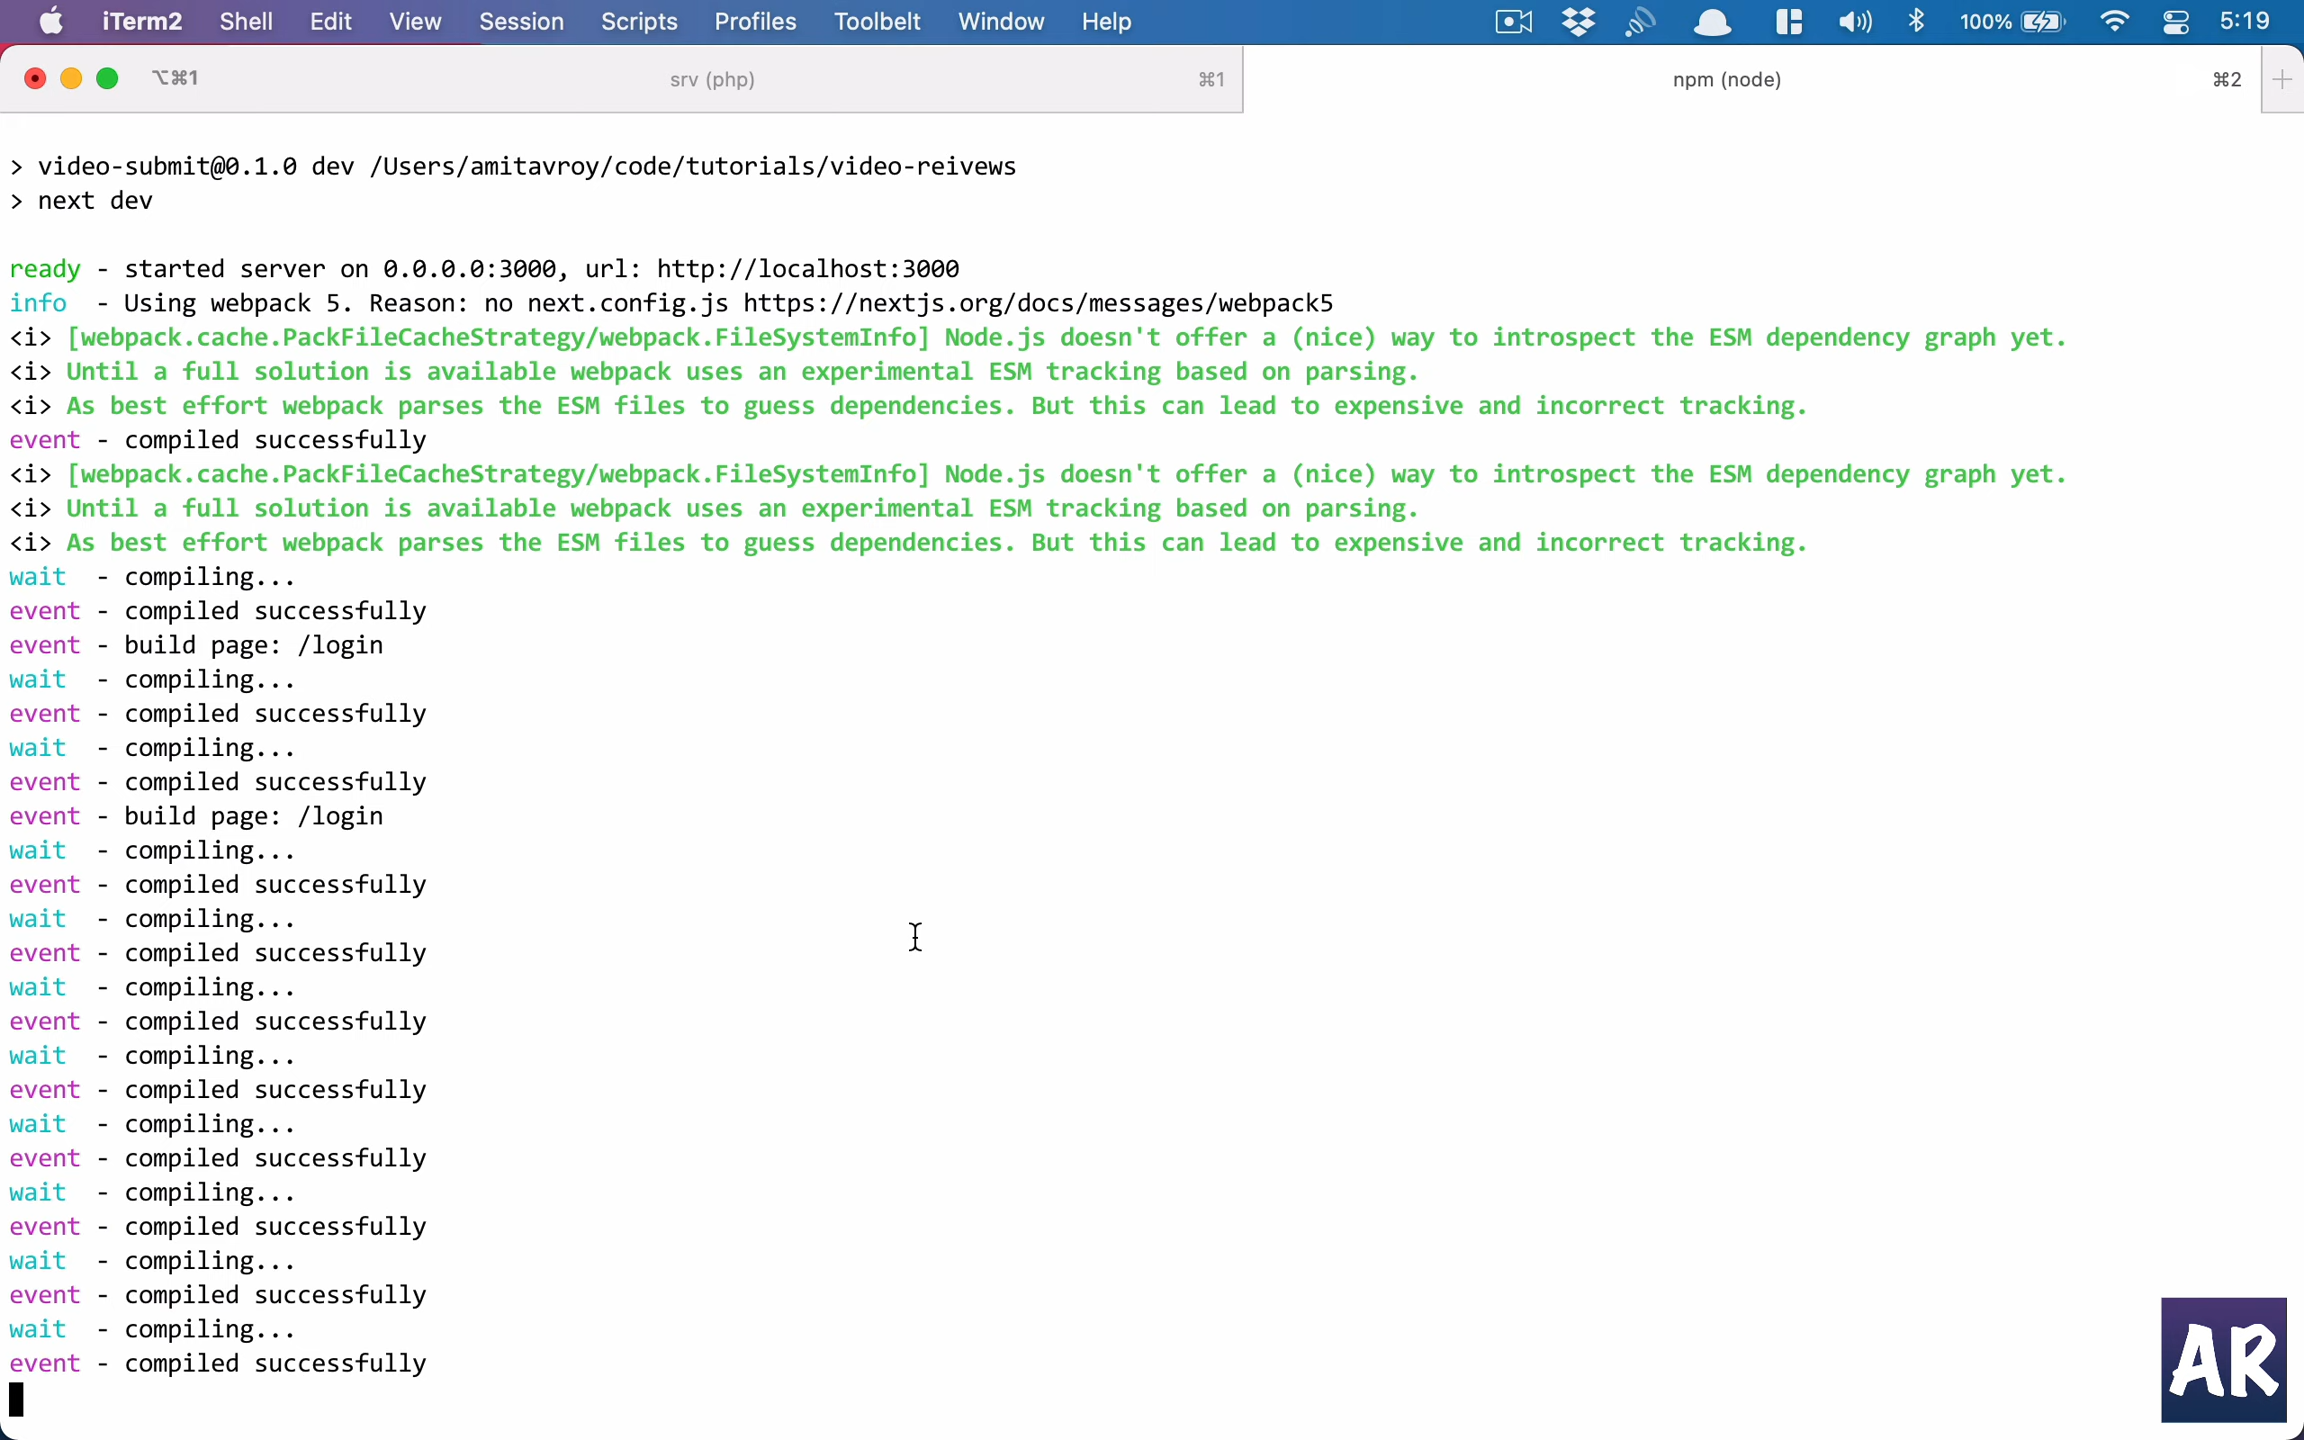 iTerm2 Shell Edit View Session Scripts Profiles Toolbelt Window Help 100% 5:19
⌥⌘1 srv (php) ⌘1 npm (node) ⌘2
> video-submit@0.1.0 dev /Users/amitavroy/code/tutorials/video-reivews
> next dev
ready - started server on 0.0.0.0:3000, url: http://localhost:3000
info  - Using webpack 5. Reason: no next.config.js https://nextjs.org/docs/messages/webpack5
<i> [webpack.cache.PackFileCacheStrategy/webpack.FileSystemInfo] Node.js doesn't offer a (nice) way to introspect the ESM dependency graph yet.
<i> Until a full solution is available webpack uses an experimental ESM tracking based on parsing.
<i> As best effort webpack parses the ESM files to guess dependencies. But this can lead to expensive and incorrect tracking.
event - compiled successfully
<i> [webpack.cache.PackFileCacheStrategy/webpack.FileSystemInfo] Node.js doesn't offer a (nice) way to introspect the ESM dependency graph yet.
<i> Until a full solution is available webpack uses an experimental ESM tracking based on parsing.
<i> As best effort webpack parses the ESM files to guess dependencies. But this can lead to expensive and incorrect tracking.
wait  - compiling...
event - compiled successfully
event - build page: /login
wait  - compiling...
event - compiled successfully
wait  - compiling...
event - compiled successfully
event - build page: /login
wait  - compiling...
event - compiled successfully
wait  - compiling...
event - compiled successfully
wait  - compiling...
event - compiled successfully
wait  - compiling...
event - compiled successfully
wait  - compiling...
event - compiled successfully
wait  - compiling...
event - compiled successfully
wait  - compiling...
event - compiled successfully
wait  - compiling...
event - compiled successfully
AR